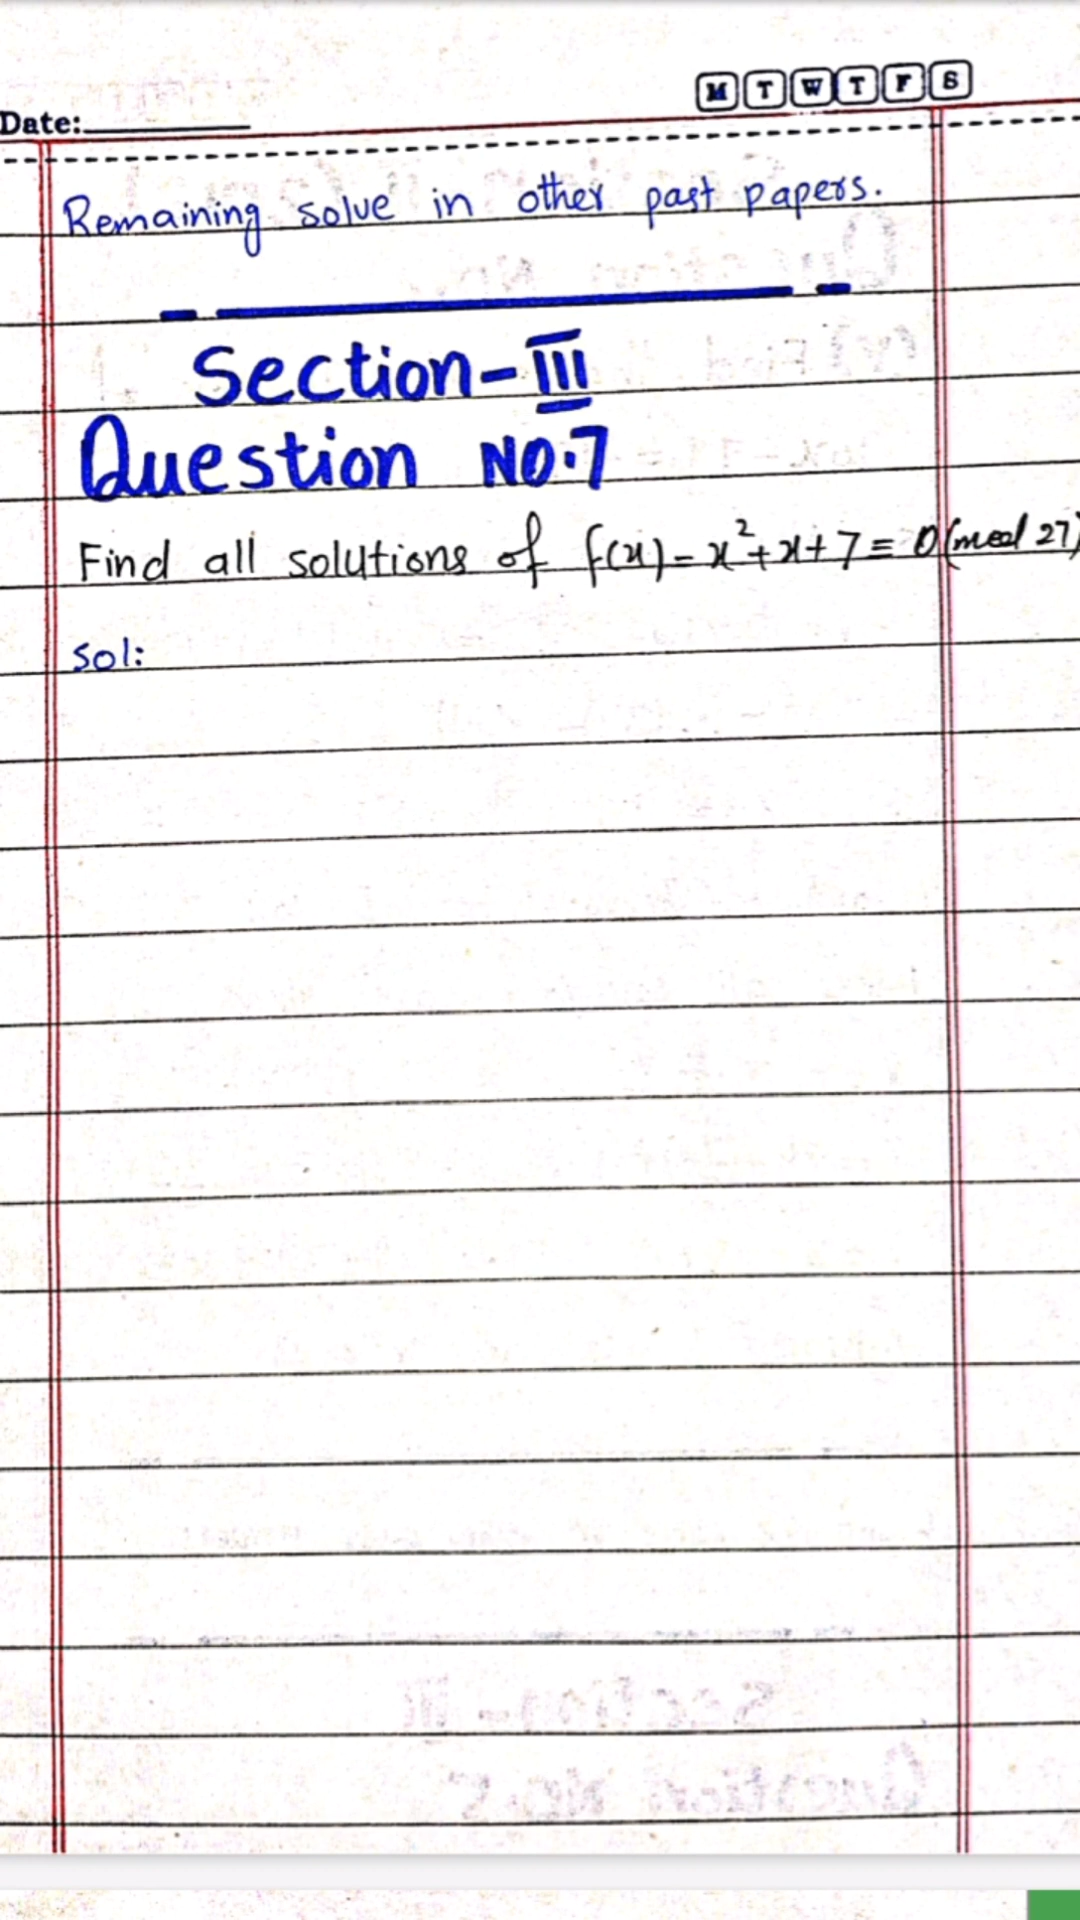 M T W T F S
Date:
Remaining solve in other past papers.
Section-III
Question NO.7
Find all solutions of f(x)=x²+x+7≡0(mod 27)
Sol: